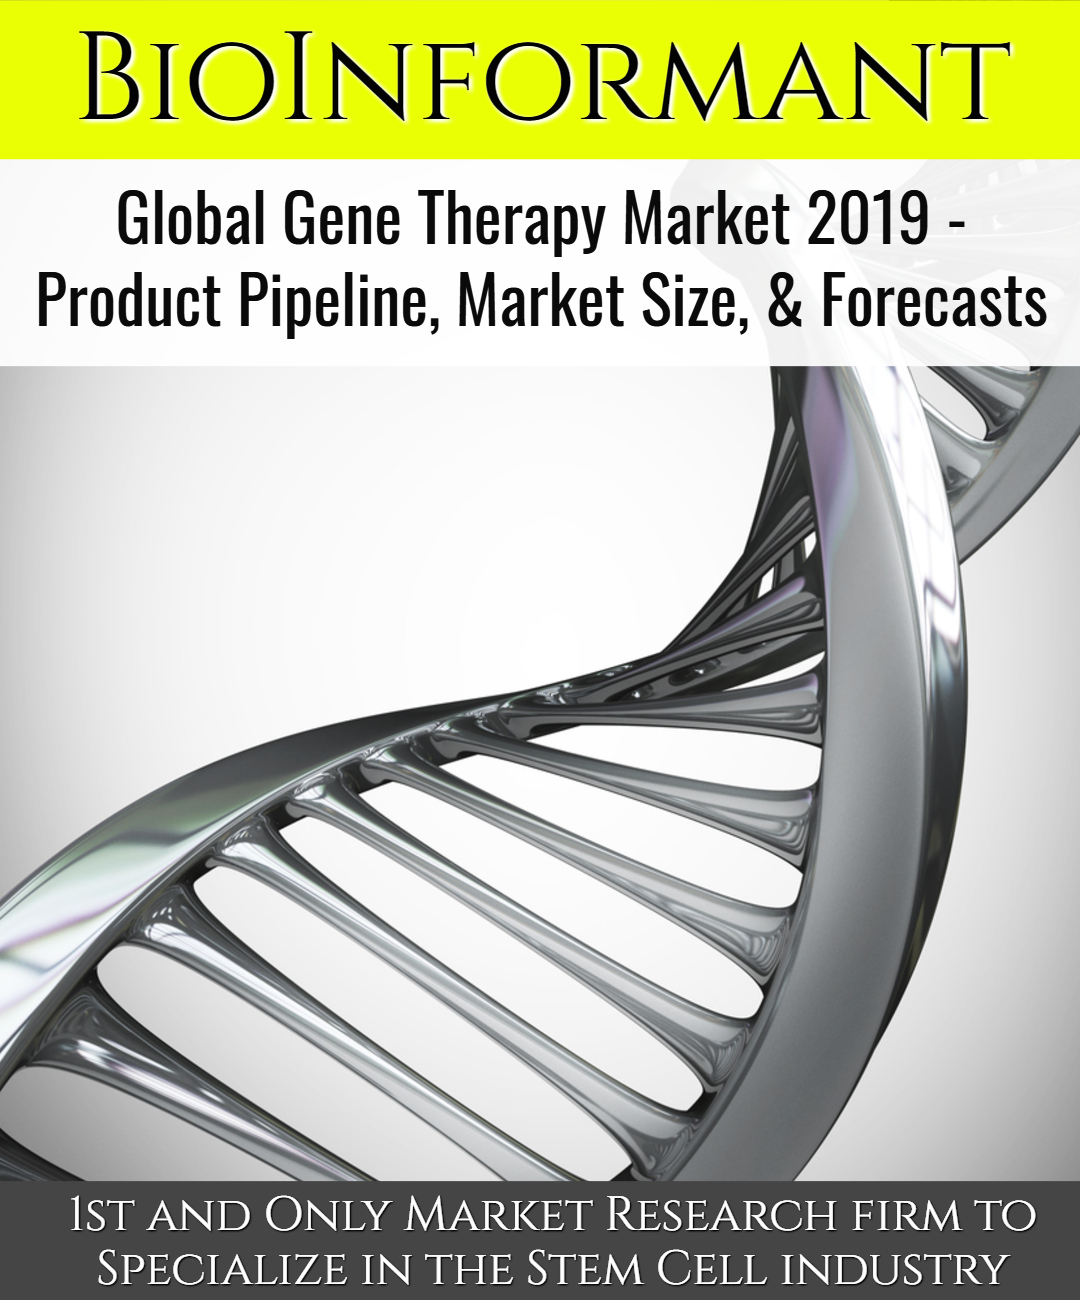 BioInformant
Global Gene Therapy Market 2019 -
Product Pipeline, Market Size, & Forecasts
1st and Only Market Research firm to
Specialize in the Stem Cell industry